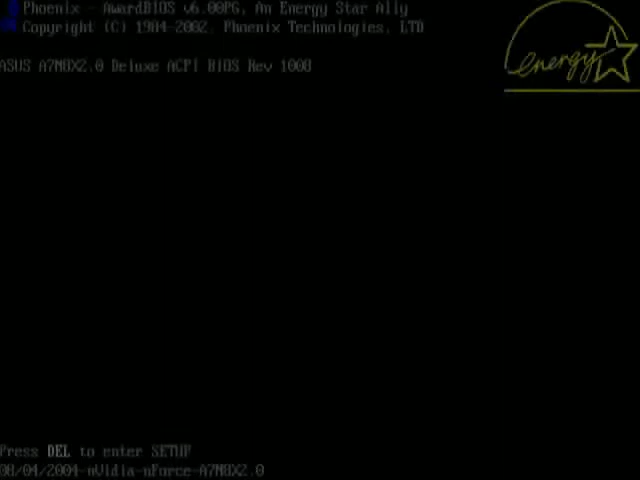 Phoenix - AwardBIOS v6.00PG, An Energy Star Ally
Copyright (C) 1984-2002, Phoenix Technologies, LTD
energy
ASUS A7N8X2.0 Deluxe ACPI BIOS Rev 1008
Press DEL to enter SETUP
08/04/2004-nVidia-nForce-A7N8X2.0